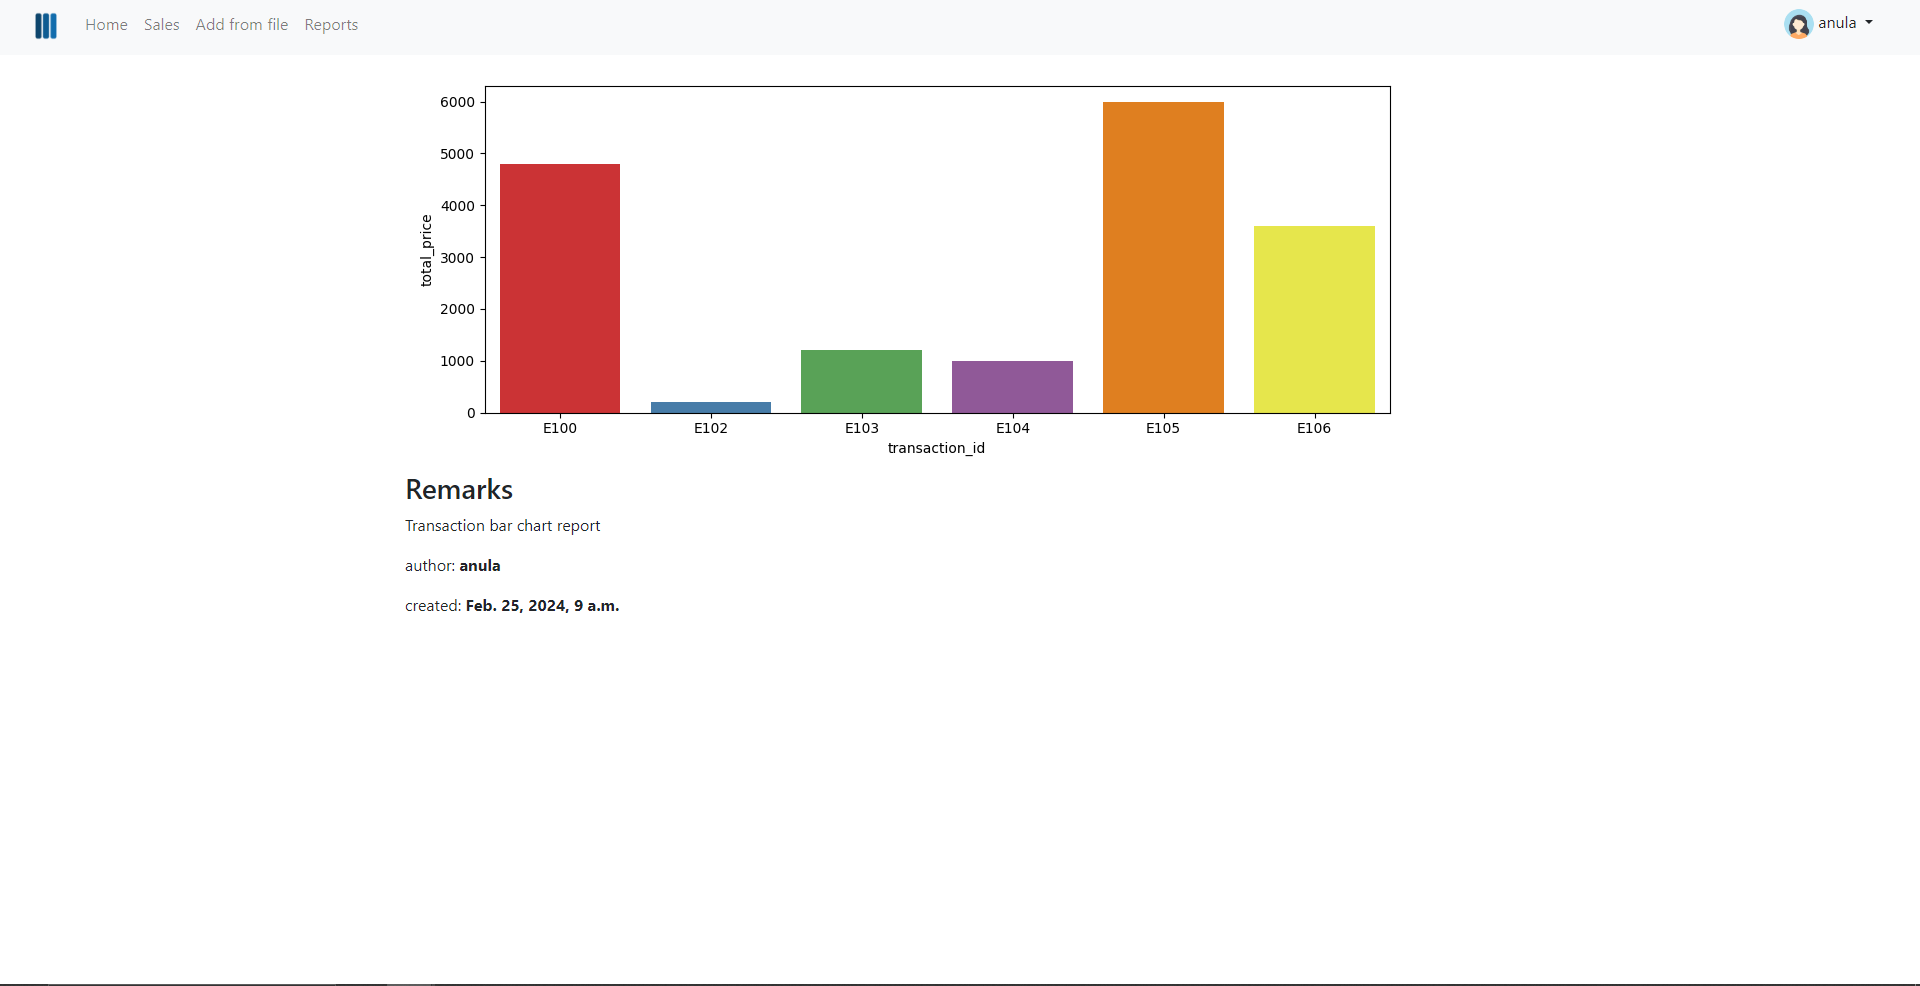 Home Sales Add from file Reports anula
6000
5000
4000
3000
2000
1000
0
total_price
E100 E102 E103 E104 E105 E106
transaction_id
Remarks
Transaction bar chart report
author: anula
created: Feb. 25, 2024, 9 a.m.